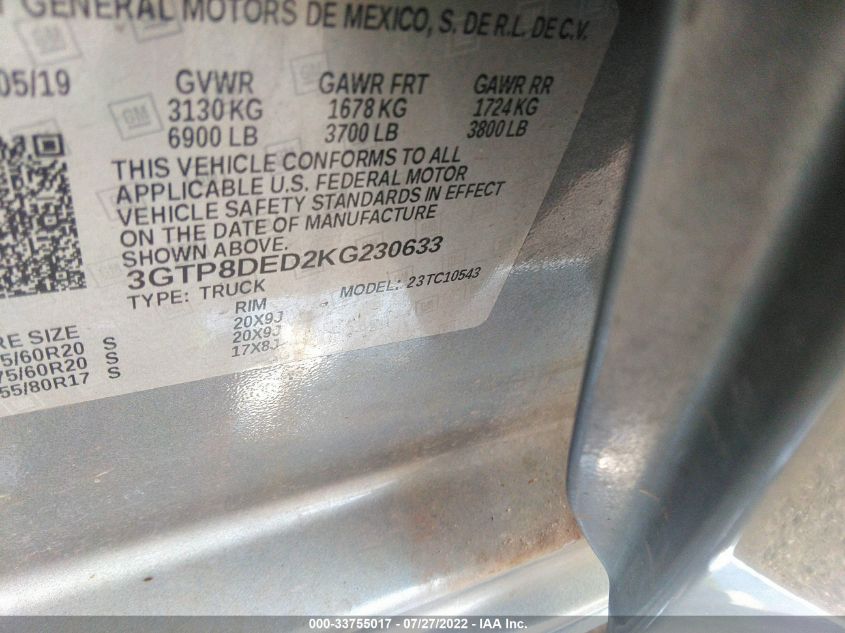 GENERAL MOTORS DE MEXICO, S. DE R.L. DE C.V.
05/19 GVWR GAWR FRT GAWR RR
3130 KG 1678 KG 1724 KG
6900 LB 3700 LB 3800 LB
THIS VEHICLE CONFORMS TO ALL
APPLICABLE U.S. FEDERAL MOTOR
VEHICLE SAFETY STANDARDS IN EFFECT
ON THE DATE OF MANUFACTURE
SHOWN ABOVE.
3GTP8DED2KG230633
TYPE: TRUCK MODEL: 23TC10543
RE SIZE RIM
5/60R20 S 20X9J
75/60R20 S 20X9J
55/80R17 S 17X8J
000-33755017 / 07/27/2022 - IAA Inc.